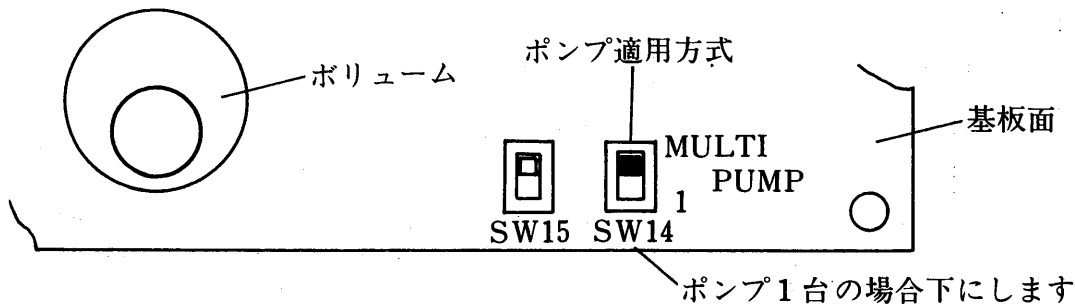 ポンプ適用方式
ボリューム
基板面
MULTI
PUMP
1
SW15 SW14
ポンプ1台の場合下にします